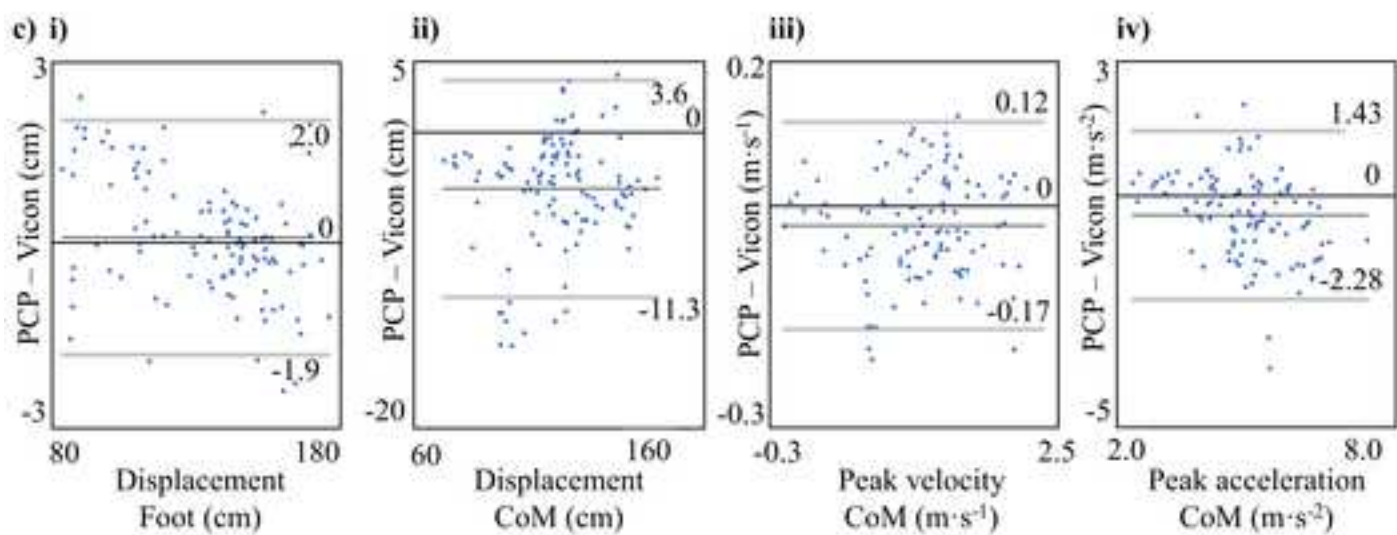 c) i)
3
2.0
0
-1.9
-3
80
180
PCP – Vicon (cm)
Displacement
Foot (cm)
ii)
5
3.6
0
-11.3
-20
60
160
PCP – Vicon (cm)
Displacement
CoM (cm)
iii)
0.2
0.12
0
-0.17
-0.3
-0.3
2.5
PCP – Vicon (m·s⁻¹)
Peak velocity
CoM (m·s⁻¹)
iv)
3
1.43
0
-2.28
-5
2.0
8.0
PCP – Vicon (m·s⁻²)
Peak acceleration
CoM (m·s⁻²)